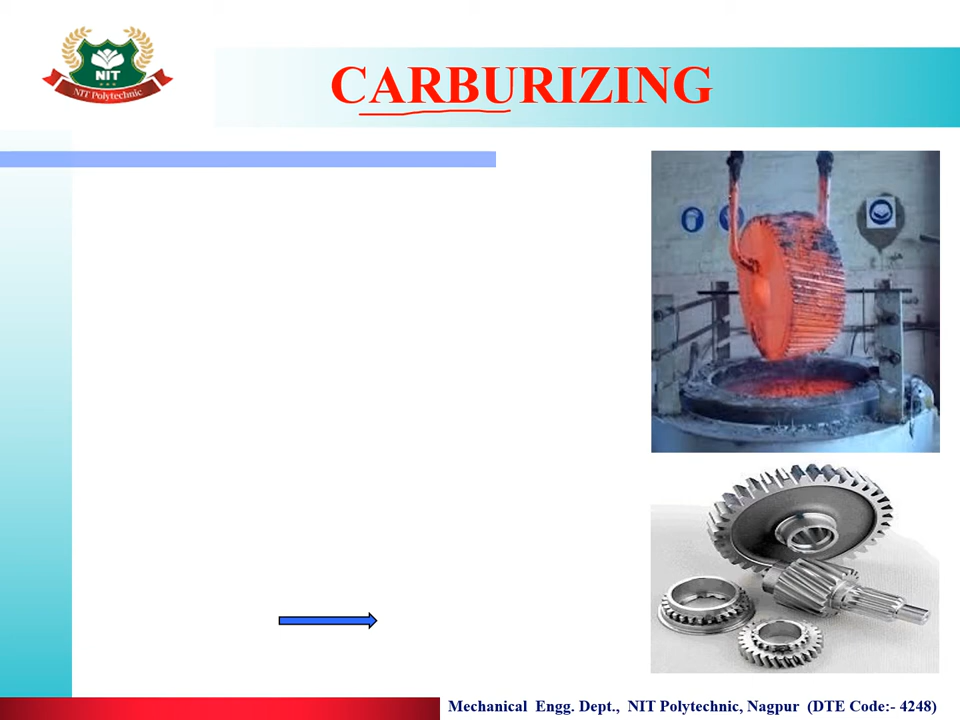 NIT
NIT Polytechnic
CARBURIZING
Mechanical Engg. Dept., NIT Polytechnic, Nagpur (DTE Code:- 4248)